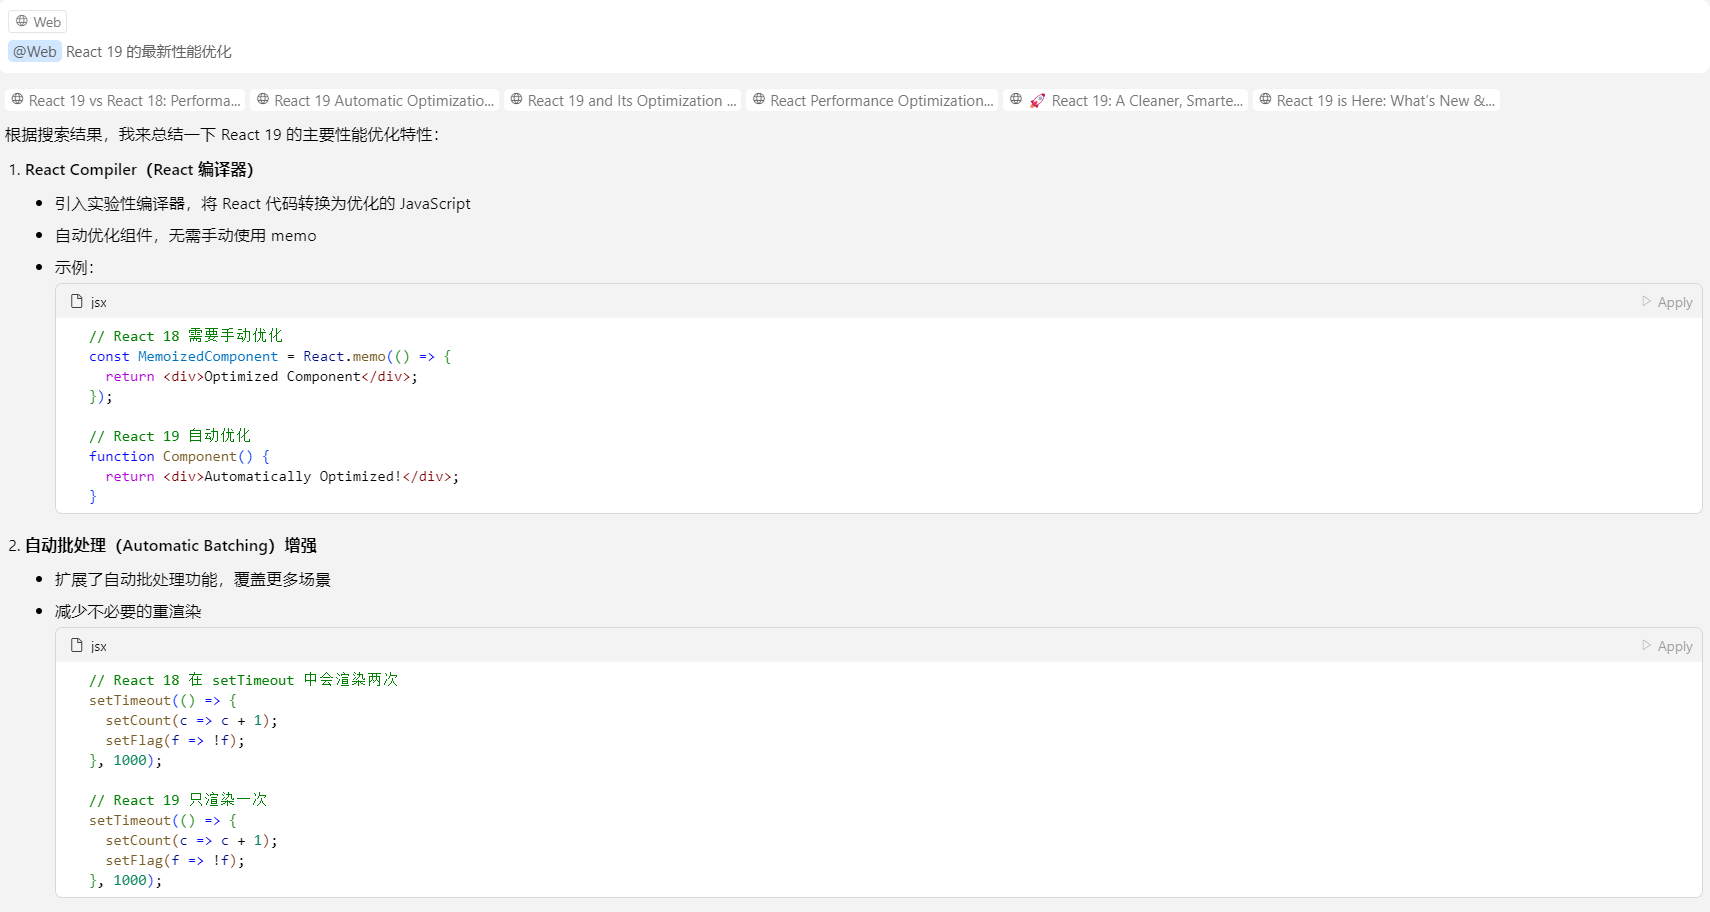 Web
@Web React 19 的最新性能优化
React 19 vs React 18: Performa... React 19 Automatic Optimizatio... React 19 and Its Optimization ... React Performance Optimization... 🚀 React 19: A Cleaner, Smarte... React 19 is Here: What's New &...
根据搜索结果，我来总结一下 React 19 的主要性能优化特性：
1. React Compiler（React 编译器）
• 引入实验性编译器，将 React 代码转换为优化的 JavaScript
• 自动优化组件，无需手动使用 memo
• 示例：
jsx Apply
// React 18 需要手动优化
const MemoizedComponent = React.memo(() => {
  return <div>Optimized Component</div>;
});
// React 19 自动优化
function Component() {
  return <div>Automatically Optimized!</div>;
}
2. 自动批处理（Automatic Batching）增强
• 扩展了自动批处理功能，覆盖更多场景
• 减少不必要的重渲染
jsx Apply
// React 18 在 setTimeout 中会渲染两次
setTimeout(() => {
  setCount(c => c + 1);
  setFlag(f => !f);
}, 1000);
// React 19 只渲染一次
setTimeout(() => {
  setCount(c => c + 1);
  setFlag(f => !f);
}, 1000);